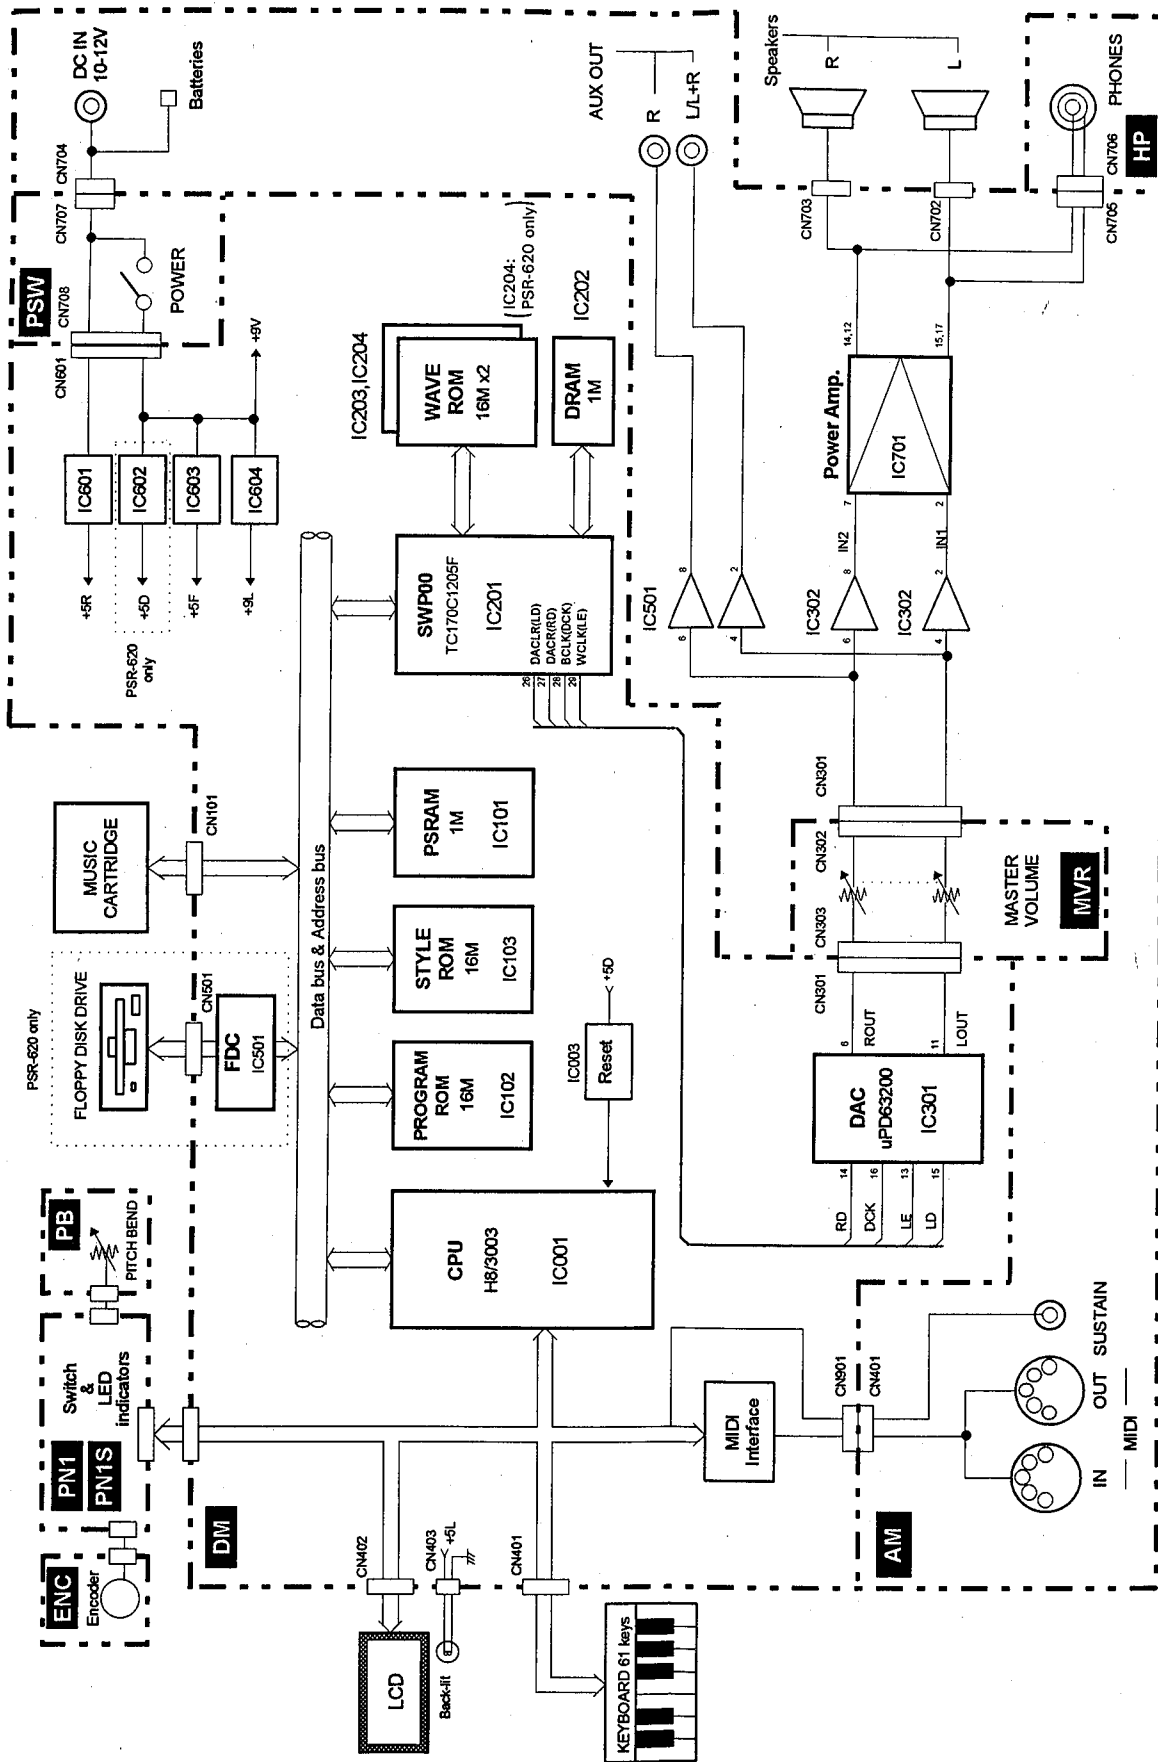 ENC
Encoder
PN1
PN1S
Switch
&
LED
indicators
PB
PITCH BEND
PSR-620 only
FLOPPY DISK DRIVE
CN501
FDC
IC501
MUSIC
CARTRIDGE
CN101
PSW
CN707
CN704
DC IN
10-12V
Batteries
CN708
POWER
CN601
IC601
IC602
IC603
IC604
+5R
+5D
+5F
+9L
+9V
PSR-620
only
DM
Data bus & Address bus
LCD
CN402
Back-lit
CN403
+5L
CN401
KEYBOARD 61 keys
CPU
H8/3003
IC001
PROGRAM
ROM
16M
IC102
STYLE
ROM
16M
IC103
PSRAM
1M
IC101
SWP00
TC170C1205F
IC201
26 DACLR(LD)
27 DACR(RD)
28 BCLK(DCK)
29 WCLK(LE)
IC203,IC204
WAVE
ROM
16M x2
(IC204:
PSR-620 only)
IC202
DRAM
1M
IC003
Reset
+5D
MIDI
Interface
CN901
CN401
AM
IN
OUT
MIDI
SUSTAIN
RD
14
DCK
16
LE
13
LD
15
DAC
uPD63200
IC301
6
ROUT
11
LOUT
CN301
CN303
CN302
CN301
MASTER
VOLUME
MVR
IC501
6
8
4
2
IC302
6
8
IN2
7
IC302
4
2
IN1
2
Power Amp.
IC701
14,12
15,17
AUX OUT
R
L/L+R
CN703
CN702
Speakers
R
L
CN705
CN706
PHONES
HP